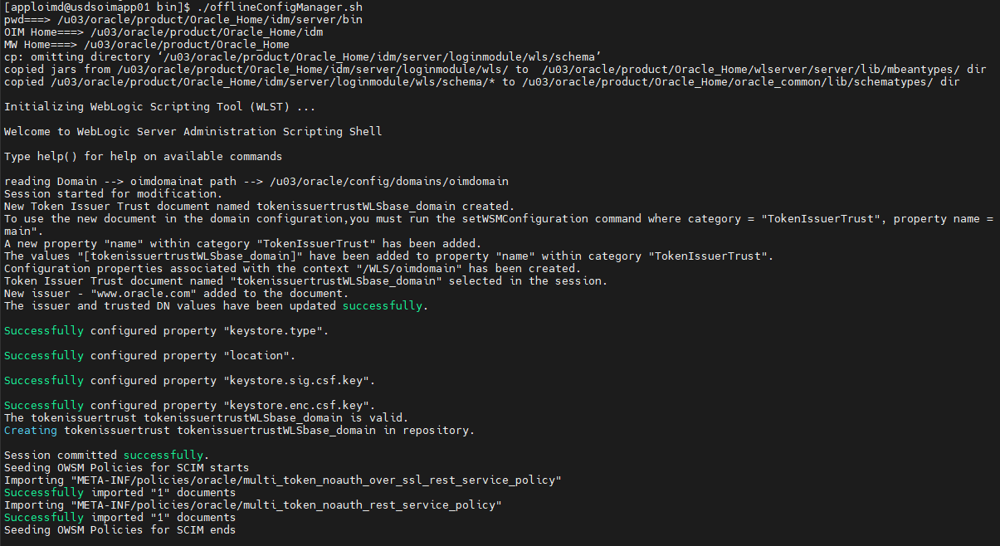 [apploimd@usdsoimapp01 bin]$ ./offlineConfigManager.sh
pwd===> /u03/oracle/product/Oracle_Home/idm/server/bin
OIM Home===> /u03/oracle/product/Oracle_Home/idm
MW Home===> /u03/oracle/product/Oracle_Home
cp: omitting directory ‘/u03/oracle/product/Oracle_Home/idm/server/loginmodule/wls/schema’
copied jars from /u03/oracle/product/Oracle_Home/idm/server/loginmodule/wls/ to  /u03/oracle/product/Oracle_Home/wlserver/server/lib/mbeantypes/ dir
copied /u03/oracle/product/Oracle_Home/idm/server/loginmodule/wls/schema/* to /u03/oracle/product/Oracle_Home/oracle_common/lib/schematypes/ dir

Initializing WebLogic Scripting Tool (WLST) ...

Welcome to WebLogic Server Administration Scripting Shell

Type help() for help on available commands

reading Domain --> oimdomainat path --> /u03/oracle/config/domains/oimdomain
Session started for modification.
New Token Issuer Trust document named tokenissuertrustWLSbase_domain created.
To use the new document in the domain configuration,you must run the setWSMConfiguration command where category = "TokenIssuerTrust", property name =
main".
A new property "name" within category "TokenIssuerTrust" has been added.
The values "[tokenissuertrustWLSbase_domain]" have been added to property "name" within category "TokenIssuerTrust".
Configuration properties associated with the context "/WLS/oimdomain" has been created.
Token Issuer Trust document named "tokenissuertrustWLSbase_domain" selected in the session.
New issuer - "www.oracle.com" added to the document.
The issuer and trusted DN values have been updated successfully.

Successfully configured property "keystore.type".

Successfully configured property "location".

Successfully configured property "keystore.sig.csf.key".

Successfully configured property "keystore.enc.csf.key".
The tokenissuertrust tokenissuertrustWLSbase_domain is valid.
Creating tokenissuertrust tokenissuertrustWLSbase_domain in repository.

Session committed successfully.
Seeding OWSM Policies for SCIM starts
Importing "META-INF/policies/oracle/multi_token_noauth_over_ssl_rest_service_policy"
Successfully imported "1" documents
Importing "META-INF/policies/oracle/multi_token_noauth_rest_service_policy"
Successfully imported "1" documents
Seeding OWSM Policies for SCIM ends